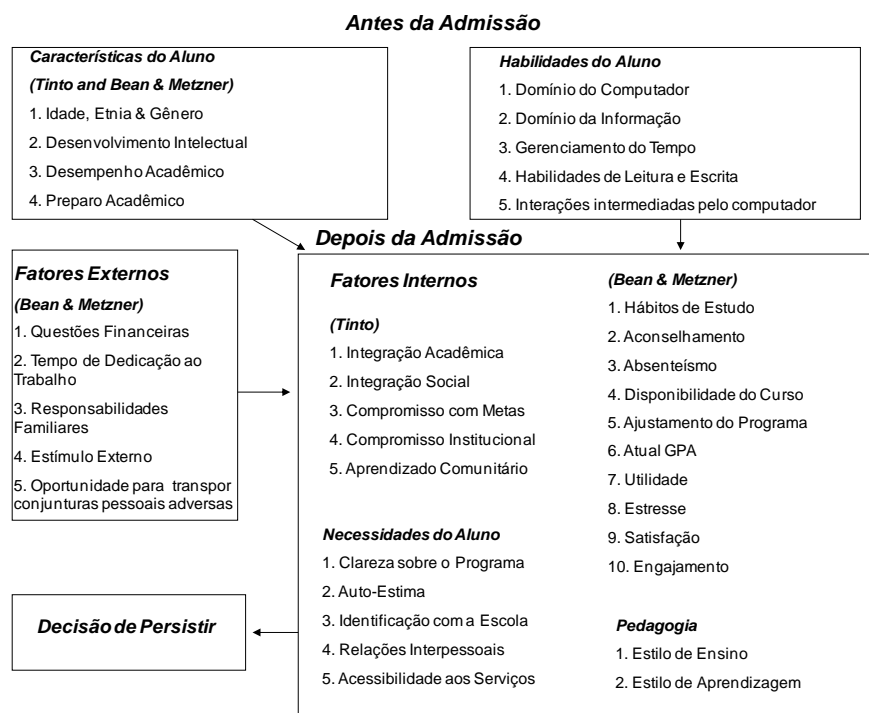 Antes da Admissão
Características do Aluno
(Tinto and Bean & Metzner)
1. Idade, Etnia & Gênero
2. Desenvolvimento Intelectual
3. Desempenho Acadêmico
4. Preparo Acadêmico
Habilidades do Aluno
1. Domínio do Computador
2. Domínio da Informação
3. Gerenciamento do Tempo
4. Habilidades de Leitura e Escrita
5. Interações intermediadas pelo computador
Depois da Admissão
Fatores Externos
(Bean & Metzner)
1. Questões Financeiras
2. Tempo de Dedicação ao
Trabalho
3. Responsabilidades
Familiares
4. Estímulo Externo
5. Oportunidade para transpor
conjunturas pessoais adversas
Fatores Internos
(Tinto)
1. Integração Acadêmica
2. Integração Social
3. Compromisso com Metas
4. Compromisso Institucional
5. Aprendizado Comunitário
Necessidades do Aluno
1. Clareza sobre o Programa
2. Auto-Estima
3. Identificação com a Escola
4. Relações Interpessoais
5. Acessibilidade aos Serviços
(Bean & Metzner)
1. Hábitos de Estudo
2. Aconselhamento
3. Absenteísmo
4. Disponibilidade do Curso
5. Ajustamento do Programa
6. Atual GPA
7. Utilidade
8. Estresse
9. Satisfação
10. Engajamento
Pedagogia
1. Estilo de Ensino
2. Estilo de Aprendizagem
Decisão de Persistir